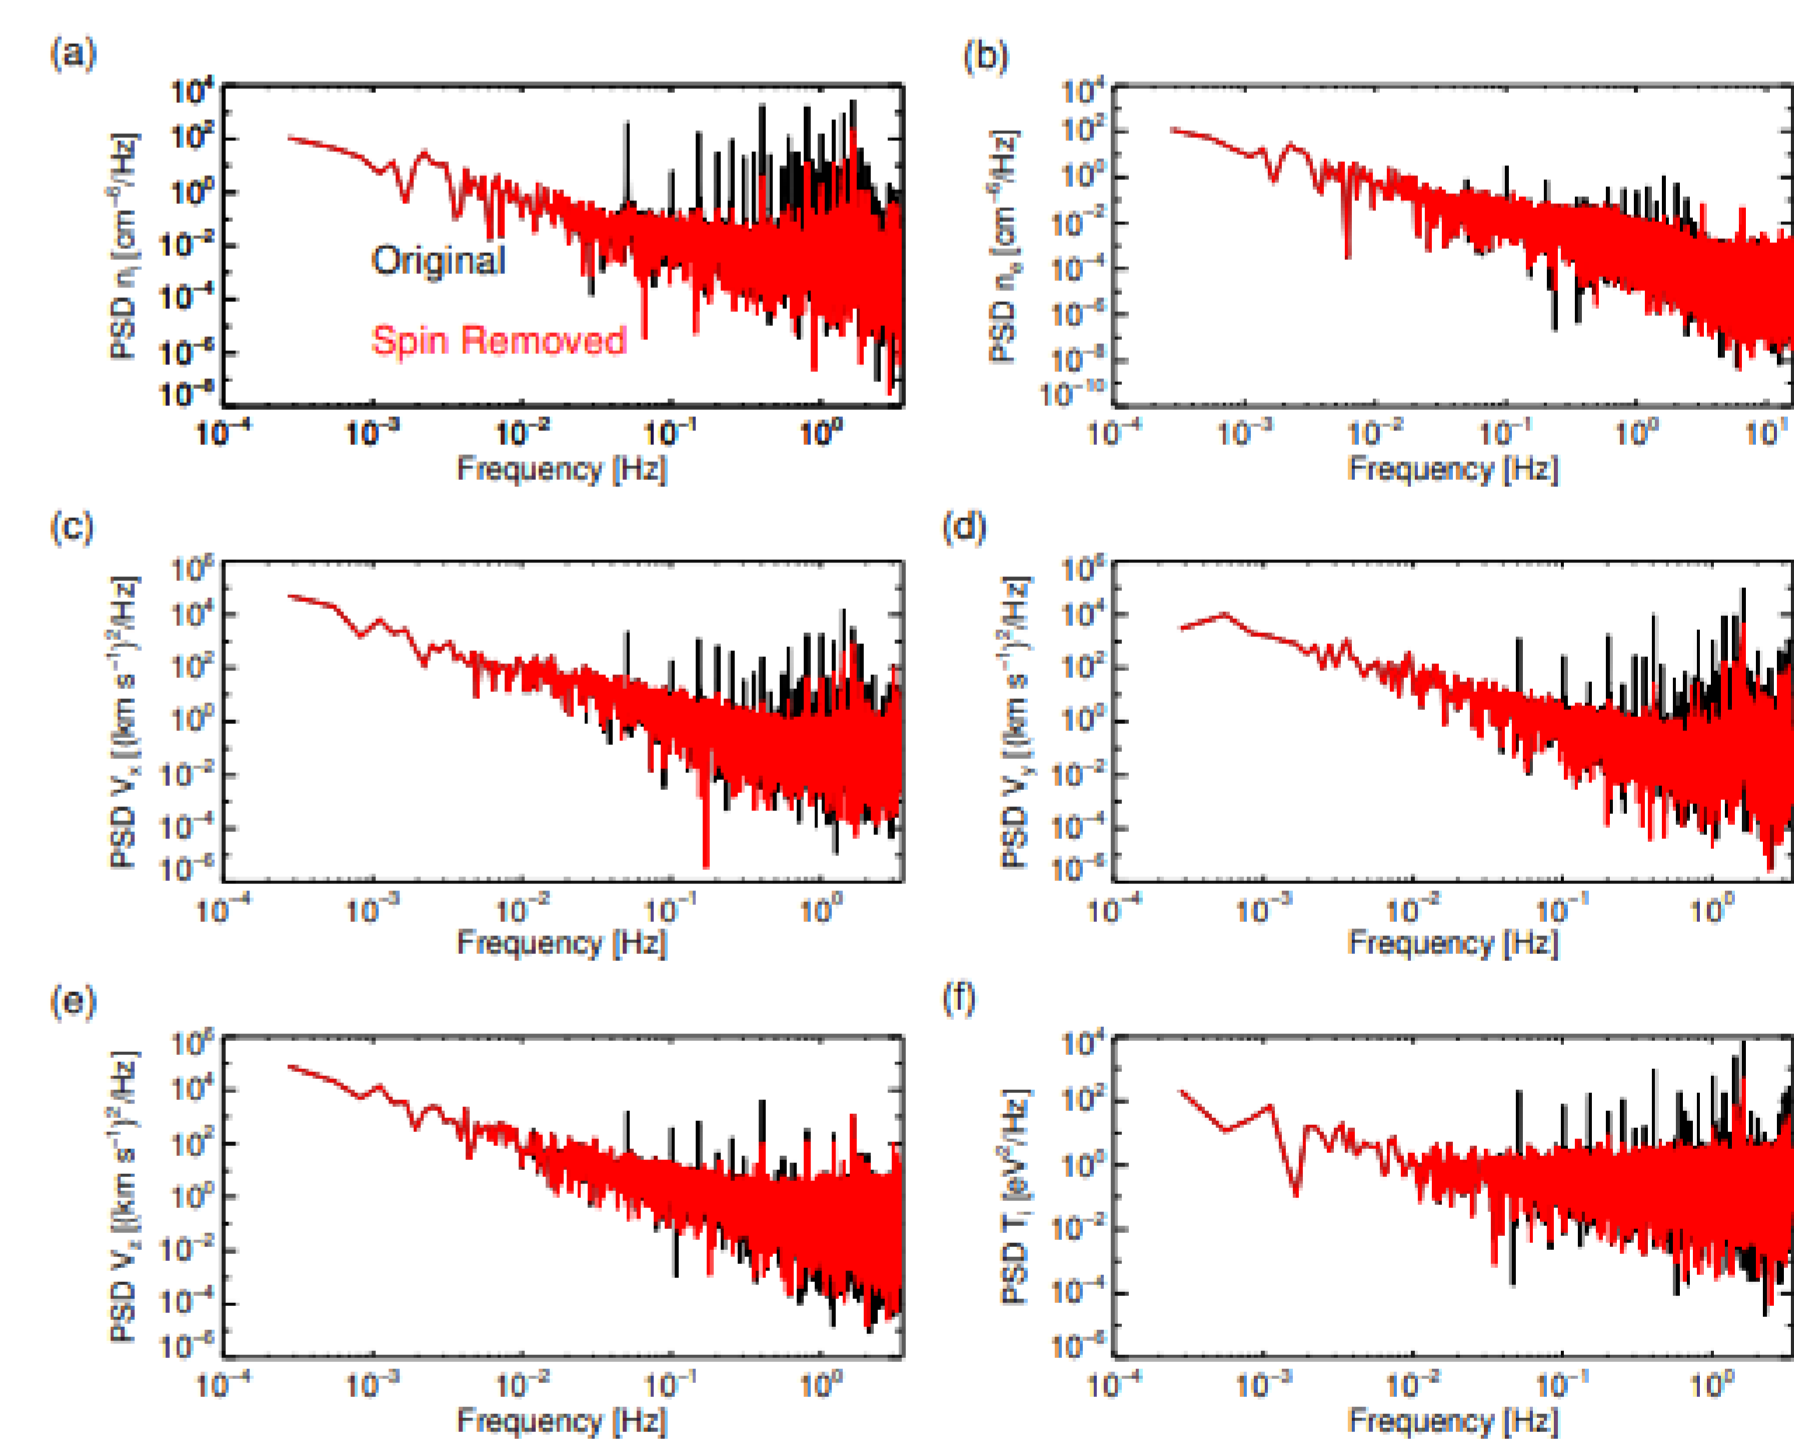 (a)
(b)
10⁴
10²
10⁰
10⁻²
10⁻⁴
10⁻⁶
10⁻⁸
PSD nᵢ [cm⁻⁶/Hz]
Original
Spin Removed
10⁻⁴ 10⁻³ 10⁻² 10⁻¹ 10⁰
Frequency [Hz]
10⁴
10²
10⁰
10⁻²
10⁻⁴
10⁻⁶
10⁻⁸
10⁻¹⁰
PSD nₑ [cm⁻⁶/Hz]
10⁻⁴ 10⁻³ 10⁻² 10⁻¹ 10⁰ 10¹
Frequency [Hz]
(c)
(d)
10⁶
10⁴
10²
10⁰
10⁻²
10⁻⁴
10⁻⁶
PSD Vₓ [(km s⁻¹)²/Hz]
10⁻⁴ 10⁻³ 10⁻² 10⁻¹ 10⁰
Frequency [Hz]
10⁶
10⁴
10²
10⁰
10⁻²
10⁻⁴
10⁻⁶
PSD Vy [(km s⁻¹)²/Hz]
10⁻⁴ 10⁻³ 10⁻² 10⁻¹ 10⁰
Frequency [Hz]
(e)
(f)
10⁶
10⁴
10²
10⁰
10⁻²
10⁻⁴
10⁻⁶
PSD Vz [(km s⁻¹)²/Hz]
10⁻⁴ 10⁻³ 10⁻² 10⁻¹ 10⁰
Frequency [Hz]
10⁴
10²
10⁰
10⁻²
10⁻⁴
10⁻⁶
PSD Tᵢ [eV²/Hz]
10⁻⁴ 10⁻³ 10⁻² 10⁻¹ 10⁰
Frequency [Hz]